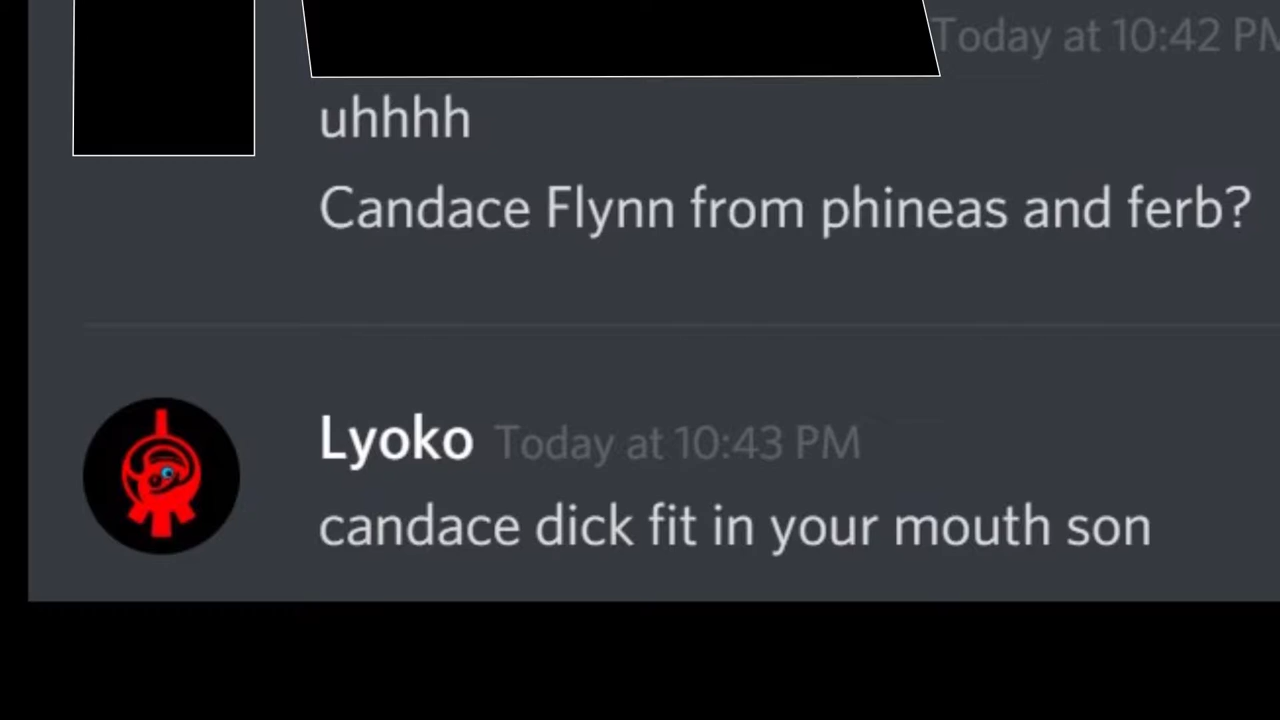 Today at 10:42 PM
uhhhh
Candace Flynn from phineas and ferb?
Lyoko Today at 10:43 PM
candace dick fit in your mouth son